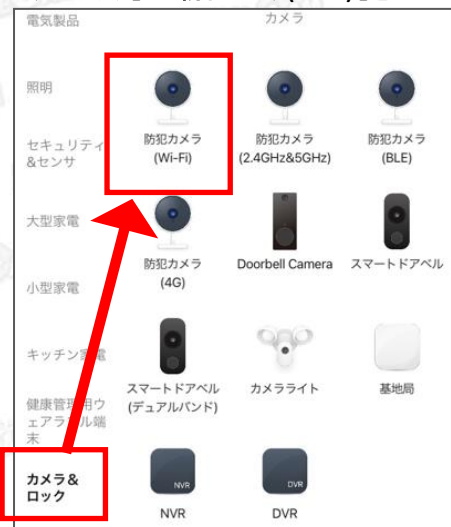 電気製品
カメラ
照明
セキュリティ
&センサ
大型家電
小型家電
キッチン家電
健康管理用ウ
ェアラブル端
末
カメラ&
ロック
防犯カメラ
(Wi-Fi)
防犯カメラ
(2.4GHz&5GHz)
防犯カメラ
(BLE)
防犯カメラ
(4G)
Doorbell Camera
スマートドアベル
スマートドアベル
(デュアルバンド)
カメラライト
基地局
NVR
NVR
DVR
DVR